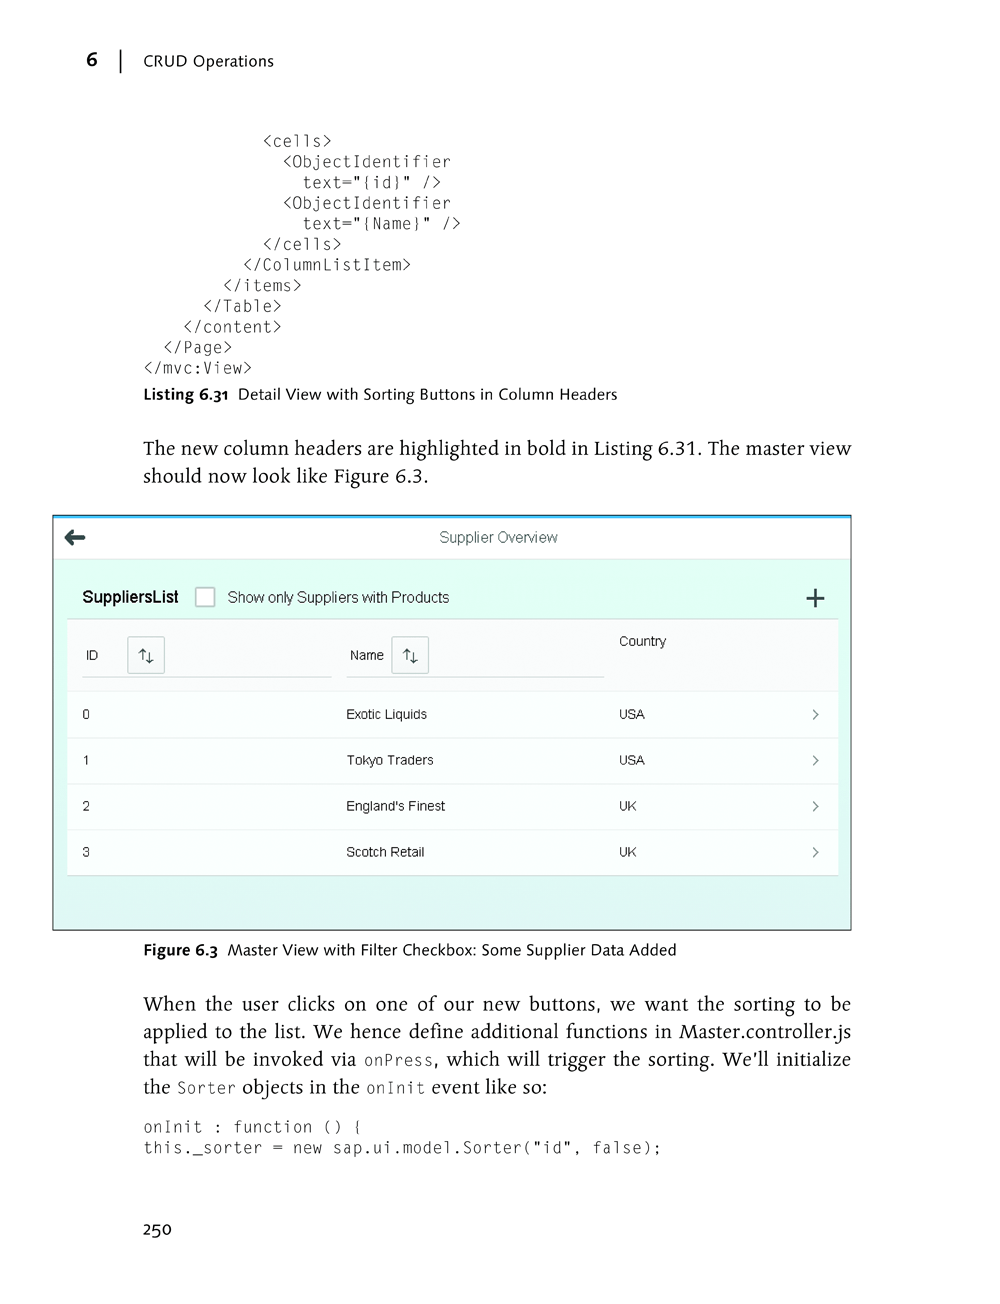 6 | CRUD Operations
<cells>
<ObjectIdentifier
text="{id}" />
<ObjectIdentifier
text="{Name}" />
</cells>
</ColumnListItem>
</items>
</Table>
</content>
</Page>
</mvc:View>
Listing 6.31 Detail View with Sorting Buttons in Column Headers
The new column headers are highlighted in bold in Listing 6.31. The master view
should now look like Figure 6.3.
Supplier Overview
SuppliersList Show only Suppliers with Products +
ID Name Country
0 Exotic Liquids USA
1 Tokyo Traders USA
2 England's Finest UK
3 Scotch Retail UK
Figure 6.3 Master View with Filter Checkbox: Some Supplier Data Added
When the user clicks on one of our new buttons, we want the sorting to be
applied to the list. We hence define additional functions in Master.controller.js
that will be invoked via onPress, which will trigger the sorting. We'll initialize
the Sorter objects in the onInit event like so:
onInit : function () {
this._sorter = new sap.ui.model.Sorter("id", false);
250